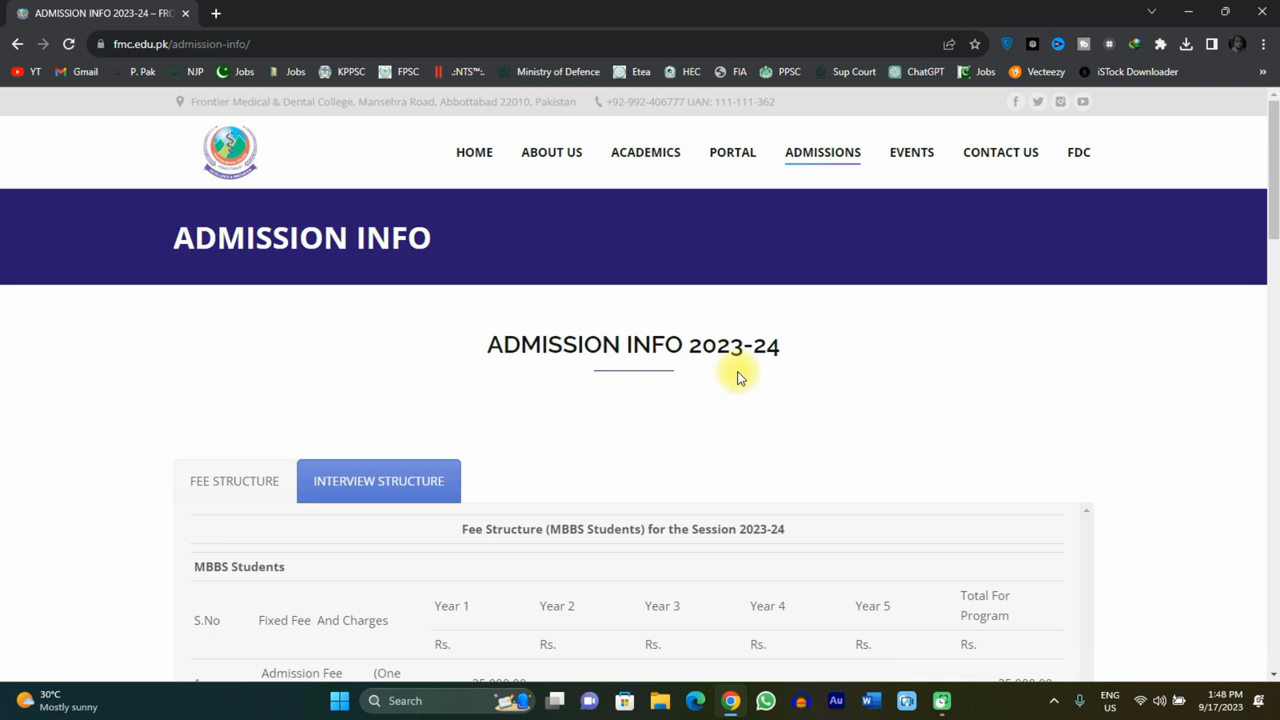 ADMISSION INFO 2023-24 – FRO
fmc.edu.pk/admission-info/
YT Gmail P. Pak NJP Jobs Jobs KPPSC FPSC .:NTS™:. Ministry of Defence Etea HEC FIA PPSC Sup Court ChatGPT Jobs Vecteezy iStock Downloader »
Frontier Medical & Dental College, Mansehra Road, Abbottabad 22010, Pakistan +92-992-406777 UAN: 111-111-362
HOME ABOUT US ACADEMICS PORTAL ADMISSIONS EVENTS CONTACT US FDC
ADMISSION INFO
ADMISSION INFO 2023-24
FEE STRUCTURE INTERVIEW STRUCTURE
Fee Structure (MBBS Students) for the Session 2023-24
MBBS Students
S.No Fixed Fee And Charges Year 1 Year 2 Year 3 Year 4 Year 5 Total For Program
Rs. Rs. Rs. Rs. Rs. Rs.
Admission Fee (One
30°C
Mostly sunny
Search
Au
ENG
US
1:48 PM
9/17/2023